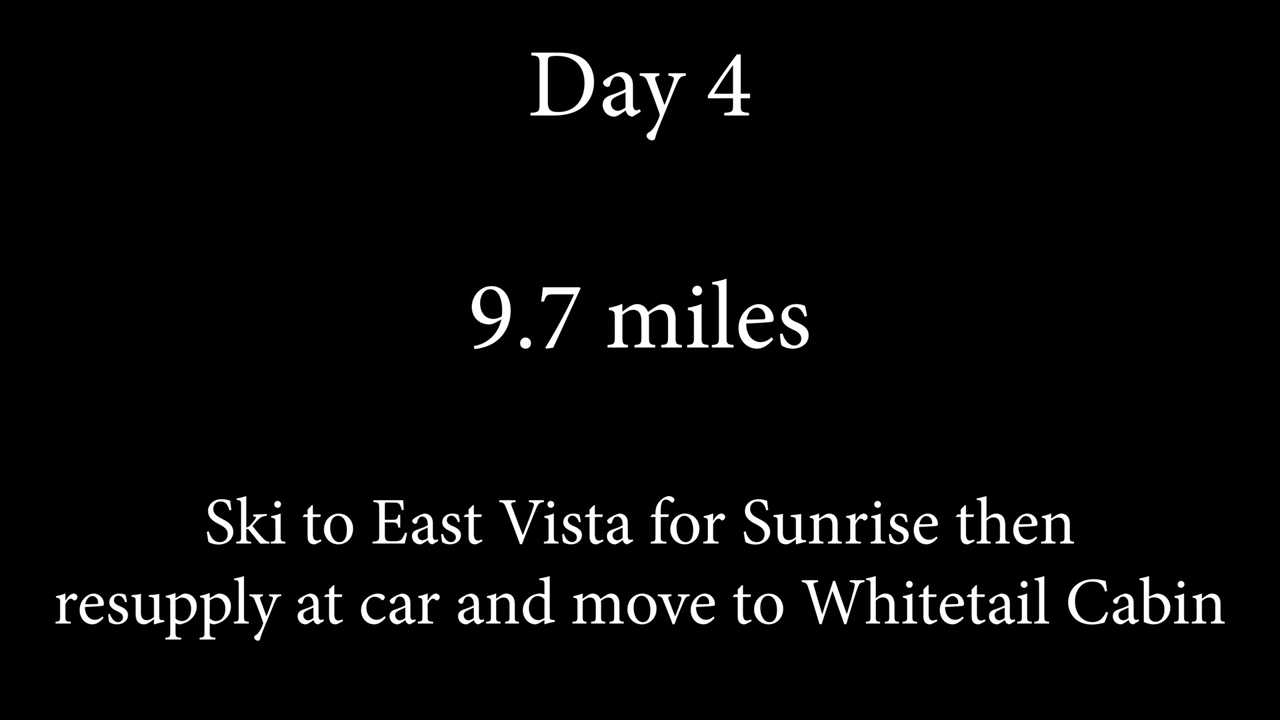 Day 4
9.7 miles
Ski to East Vista for Sunrise then
resupply at car and move to Whitetail Cabin